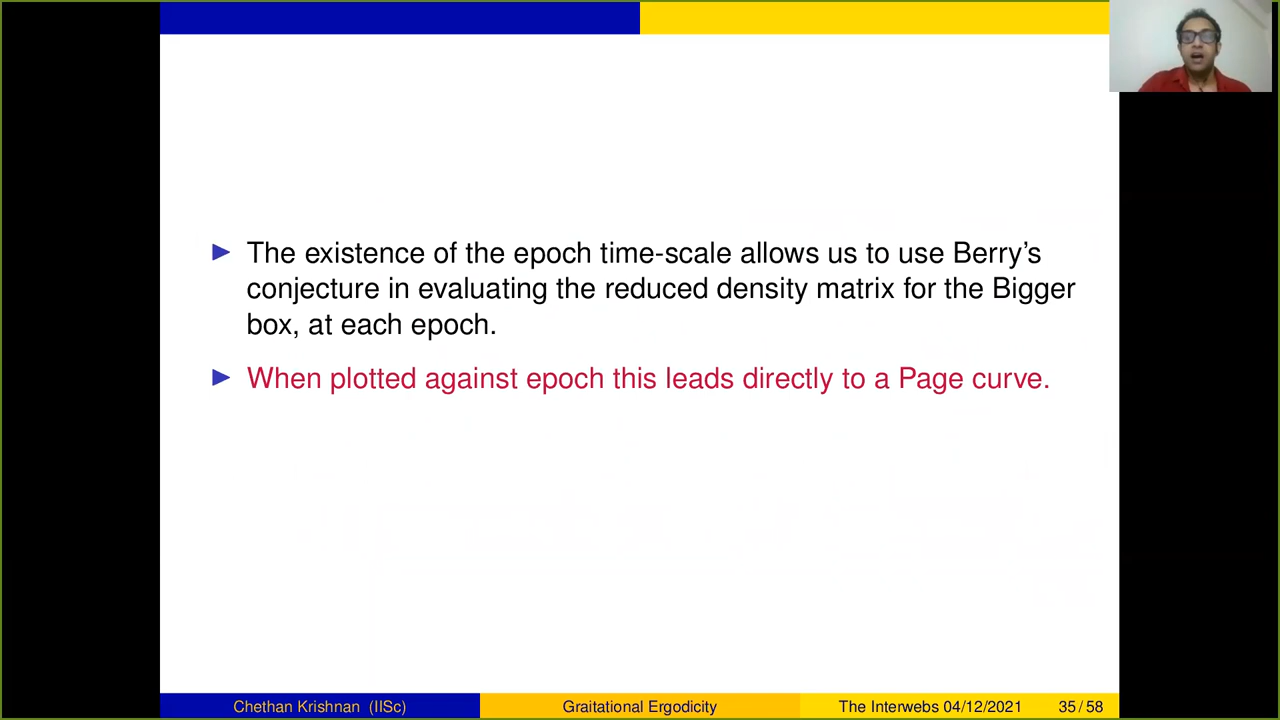 The existence of the epoch time-scale allows us to use Berry's
conjecture in evaluating the reduced density matrix for the Bigger
box, at each epoch.
When plotted against epoch this leads directly to a Page curve.
Chethan Krishnan (IISc)
Graitational Ergodicity
The Interwebs 04/12/2021
35 / 58